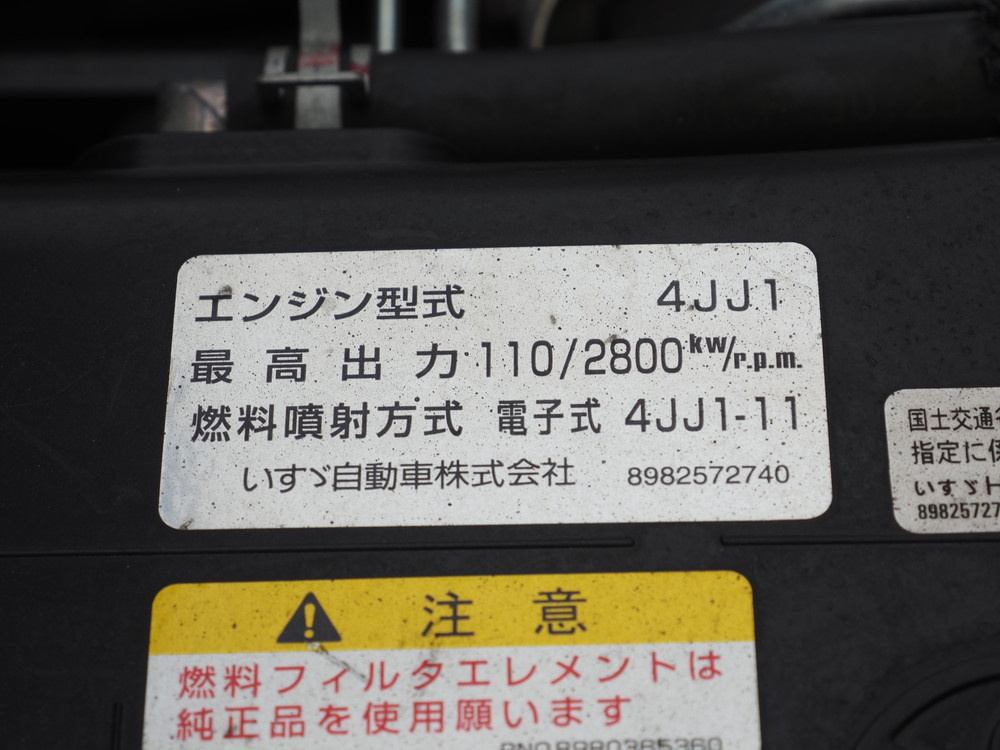 エンジン型式 4JJ1
最高出力 110/2800 kw/r.p.m.
燃料噴射方式 電子式 4JJ1-11
いすゞ自動車株式会社 8982572740
国土交通
指定に係
いすゞ
8982572
注意
燃料フィルタエレメントは
純正品を使用願います